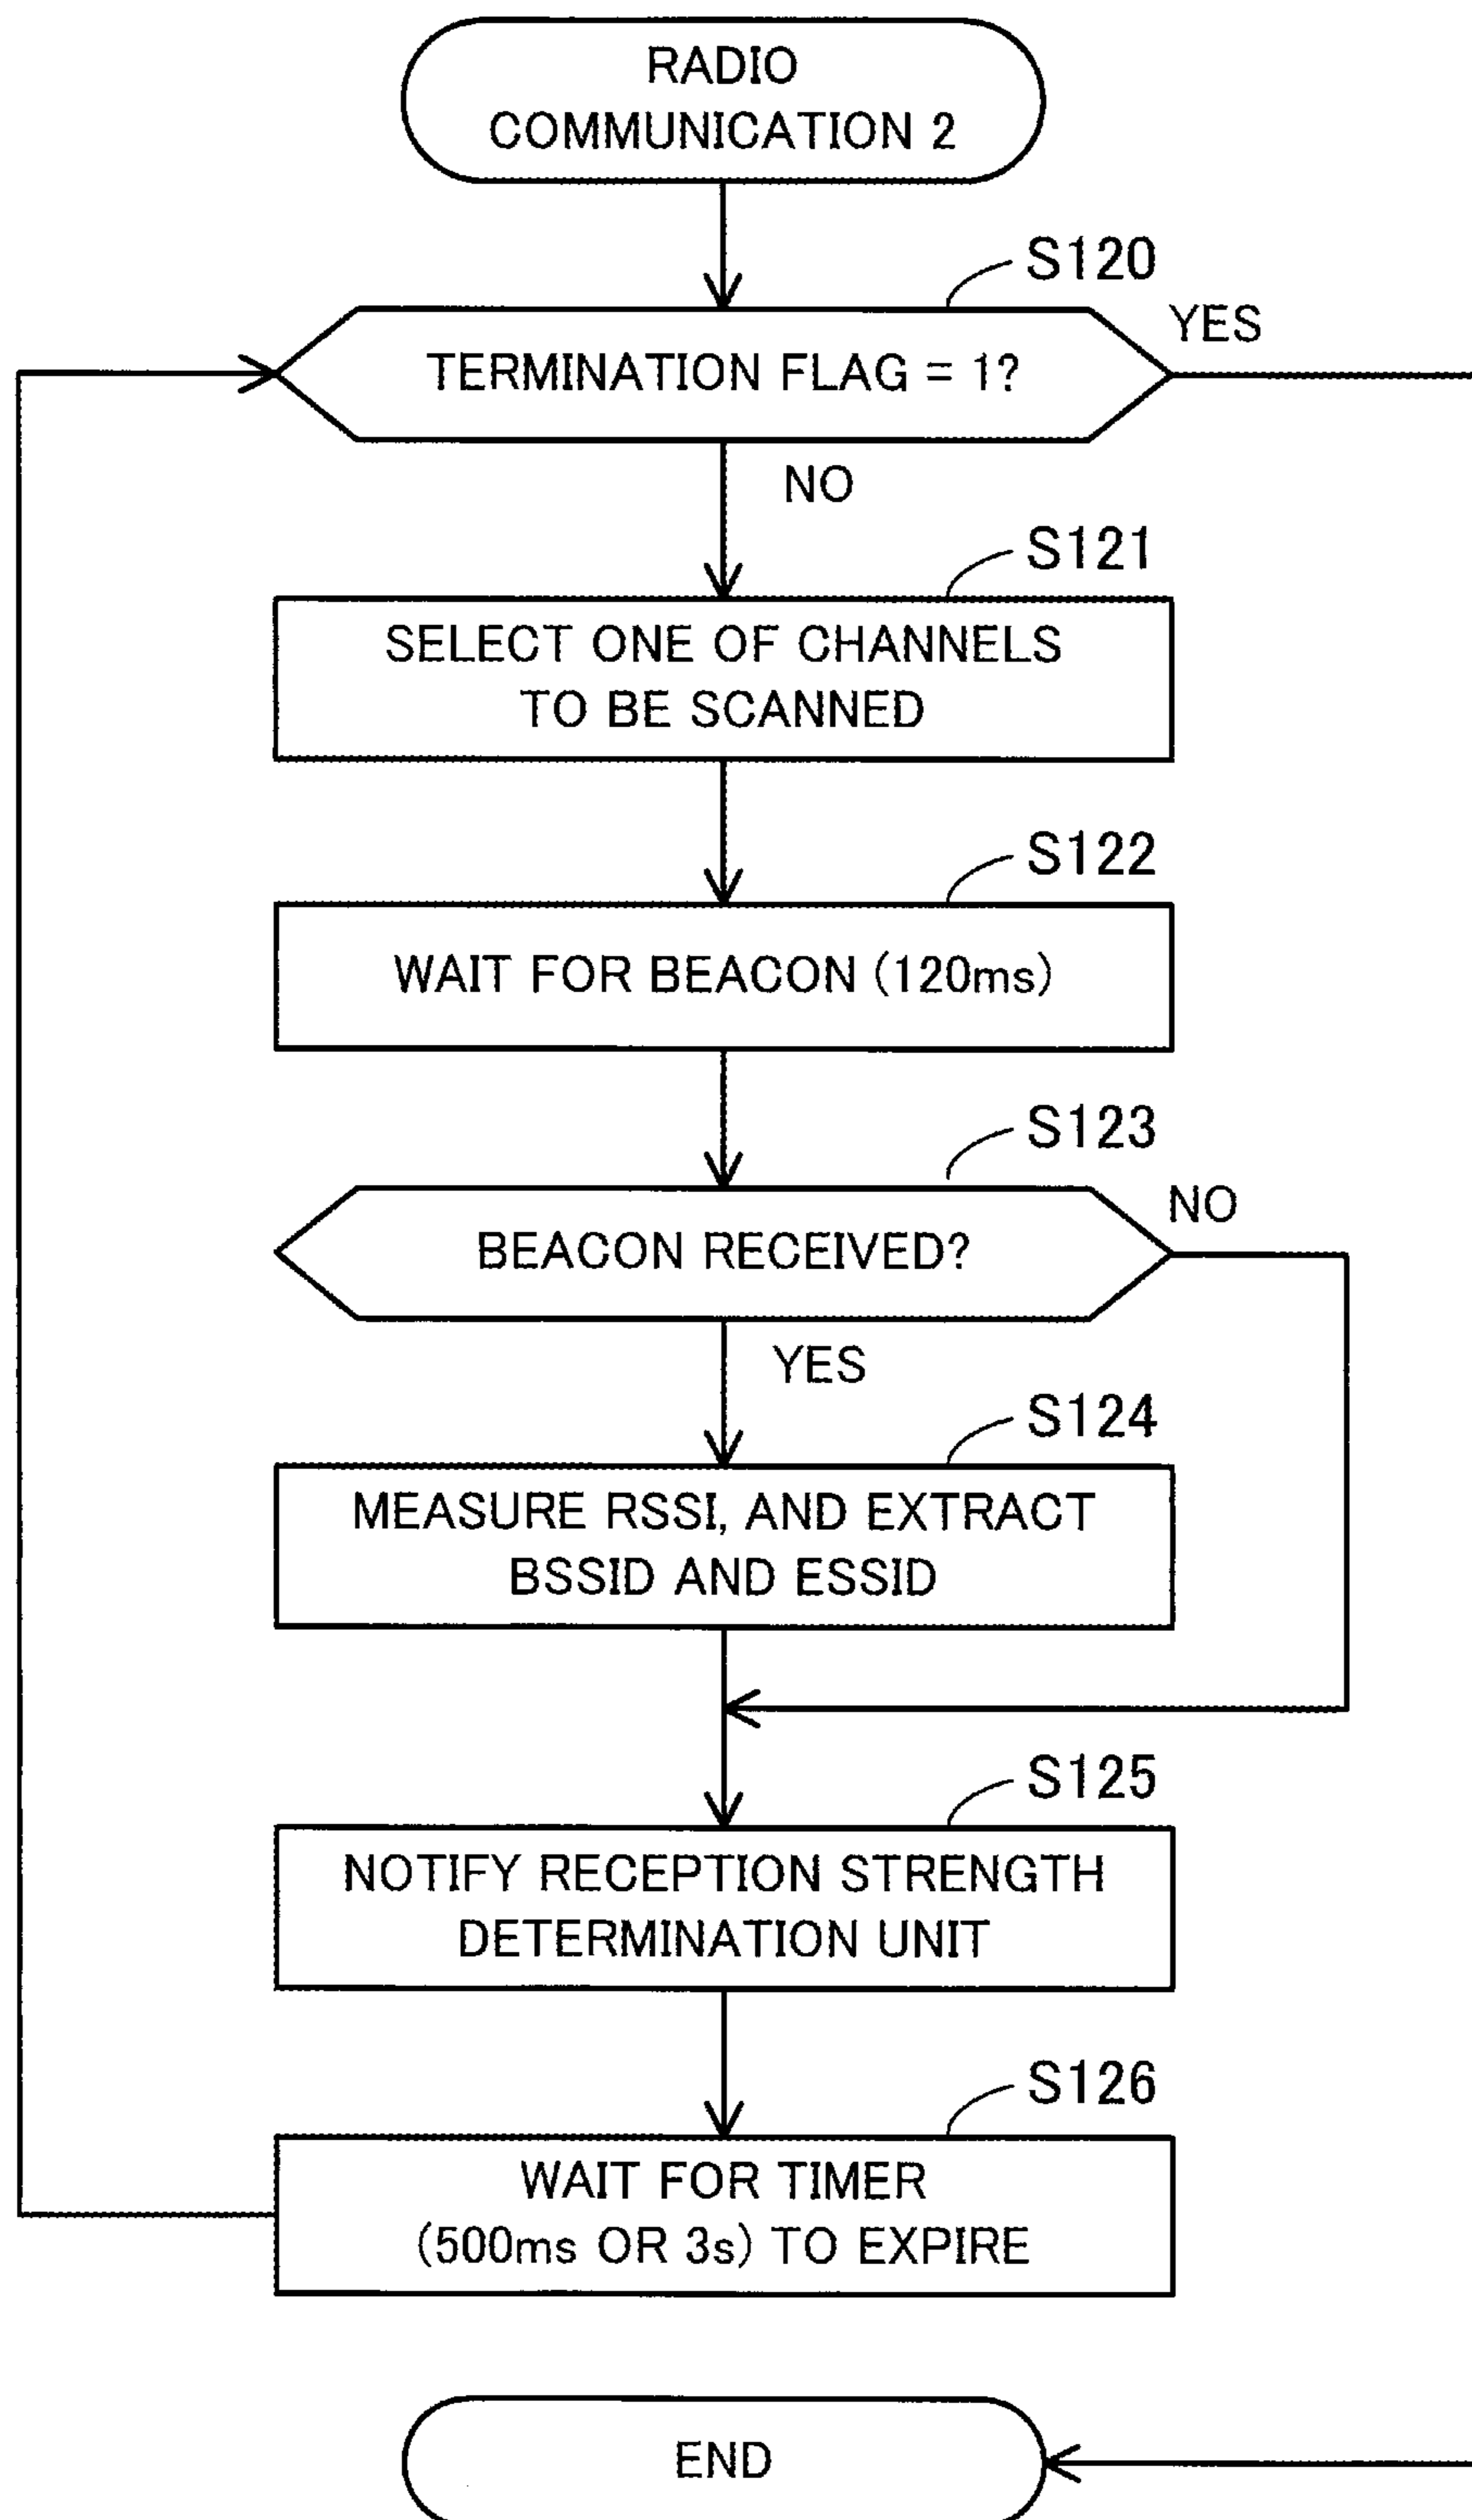 RADIO
COMMUNICATION 2
S120
YES
TERMINATION FLAG = 1?
NO
S121
SELECT ONE OF CHANNELS
TO BE SCANNED
S122
WAIT FOR BEACON (120ms)
S123
NO
BEACON RECEIVED?
YES
S124
MEASURE RSSI, AND EXTRACT
BSSID AND ESSID
S125
NOTIFY RECEPTION STRENGTH
DETERMINATION UNIT
S126
WAIT FOR TIMER
(500ms OR 3s) TO EXPIRE
END